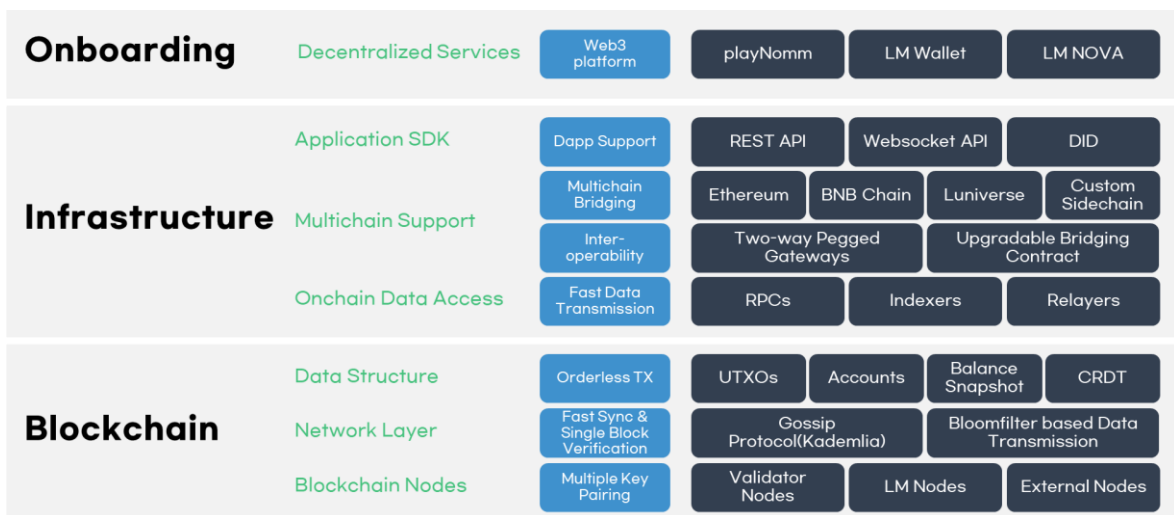 Onboarding
Decentralized Services
Web3
platform
playNomm
LM Wallet
LM NOVA
Infrastructure
Application SDK
Dapp Support
REST API
Websocket API
DID
Multichain Support
Multichain
Bridging
Ethereum
BNB Chain
Luniverse
Custom
Sidechain
Inter-
operability
Two-way Pegged
Gateways
Upgradable Bridging
Contract
Onchain Data Access
Fast Data
Transmission
RPCs
Indexers
Relayers
Blockchain
Data Structure
Orderless TX
UTXOs
Accounts
Balance
Snapshot
CRDT
Network Layer
Fast Sync &
Single Block
Verification
Gossip
Protocol(Kademlia)
Bloomfilter based Data
Transmission
Blockchain Nodes
Multiple Key
Pairing
Validator
Nodes
LM Nodes
External Nodes